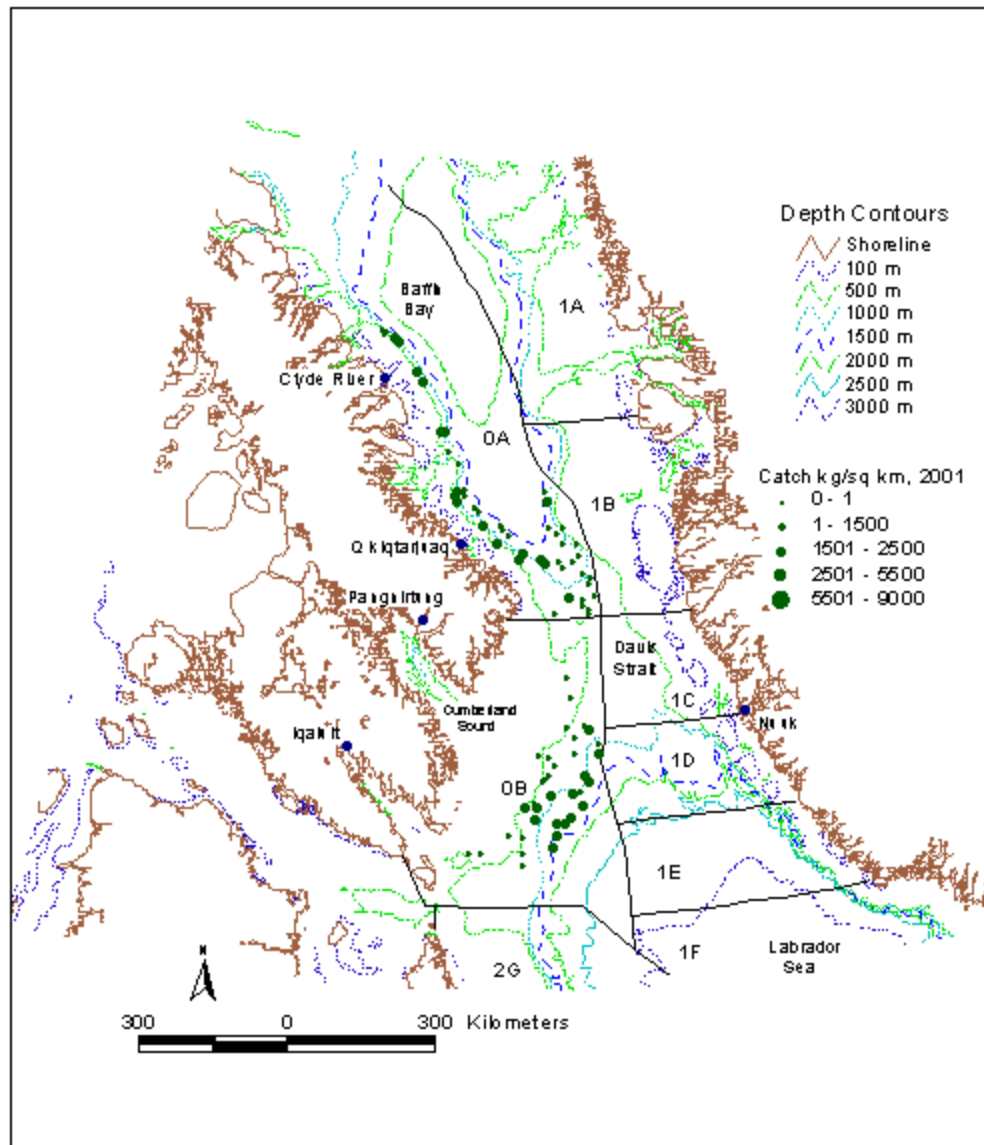 Depth Contours
Shoreline
100 m
500 m
1000 m
1500 m
2000 m
2500 m
3000 m
Baffin
Bay
1A
Clyde River
0A
Catch kg/sq km, 2001
0 - 1
1 - 1500
1501 - 2500
2501 - 5500
5501 - 9000
1B
Qikiqtarjuaq
Pangnirtung
Davis
Strait
1C
Cumberland
Sound
Nuuk
Iqaluit
1D
0B
1E
1F
Labrador
Sea
2G
N
300 0 300 Kilometers